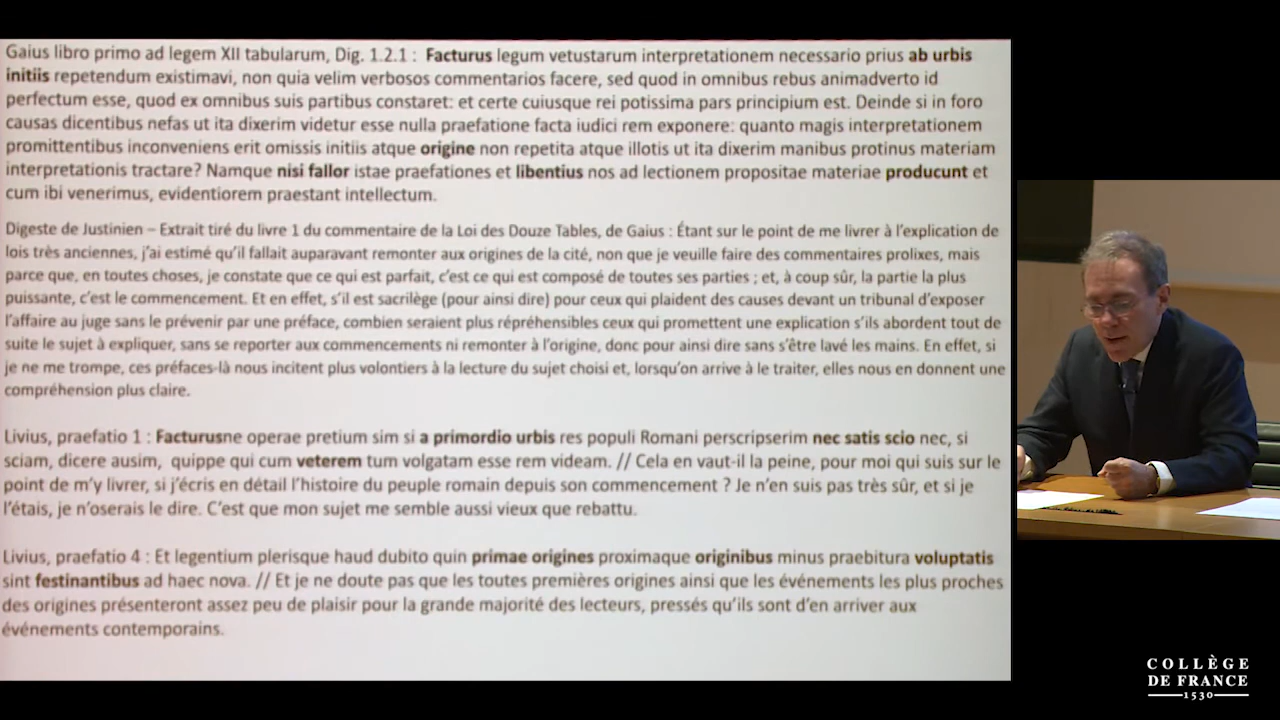 Gaius libro primo ad legem XII tabularum, Dig. 1.2.1 : Facturus legum vetustarum interpretationem necessario prius ab urbis
initiis repetendum existimavi, non quia velim verbosos commentarios facere, sed quod in omnibus rebus animadverto id
perfectum esse, quod ex omnibus suis partibus constaret: et certe cuiusque rei potissima pars principium est. Deinde si in foro
causas dicentibus nefas ut ita dixerim videtur esse nulla praefatione facta iudici rem exponere: quanto magis interpretationem
promittentibus inconveniens erit omissis initiis atque origine non repetita atque illotis ut ita dixerim manibus protinus materiam
interpretationis tractare? Namque nisi fallor istae praefationes et libentius nos ad lectionem propositae materiae producunt et
cum ibi venerimus, evidentiorem praestant intellectum.
Digeste de Justinien – Extrait tiré du livre 1 du commentaire de la Loi des Douze Tables, de Gaius : Étant sur le point de me livrer à l'explication de
lois très anciennes, j'ai estimé qu'il fallait auparavant remonter aux origines de la cité, non que je veuille faire des commentaires prolixes, mais
parce que, en toutes choses, je constate que ce qui est parfait, c'est ce qui est composé de toutes ses parties ; et, à coup sûr, la partie la plus
puissante, c'est le commencement. Et en effet, s'il est sacrilège (pour ainsi dire) pour ceux qui plaident des causes devant un tribunal d'exposer
l'affaire au juge sans le prévenir par une préface, combien seraient plus répréhensibles ceux qui promettent une explication s'ils abordent tout de
suite le sujet à expliquer, sans se reporter aux commencements ni remonter à l'origine, donc pour ainsi dire sans s'être lavé les mains. En effet, si
je ne me trompe, ces préfaces-là nous incitent plus volontiers à la lecture du sujet choisi et, lorsqu'on arrive à le traiter, elles nous en donnent une
compréhension plus claire.
Livius, praefatio 1 : Facturusne operae pretium sim si a primordio urbis res populi Romani perscripserim nec satis scio nec, si
sciam, dicere ausim, quippe qui cum veterem tum volgatam esse rem videam. // Cela en vaut-il la peine, pour moi qui suis sur le
point de m'y livrer, si j'écris en détail l'histoire du peuple romain depuis son commencement ? Je n'en suis pas très sûr, et si je
l'étais, je n'oserais le dire. C'est que mon sujet me semble aussi vieux que rebattu.
Livius, praefatio 4 : Et legentium plerisque haud dubito quin primae origines proximaque originibus minus praebitura voluptatis
sint festinantibus ad haec nova. // Et je ne doute pas que les toutes premières origines ainsi que les événements les plus proches
des origines présenteront assez peu de plaisir pour la grande majorité des lecteurs, pressés qu'ils sont d'en arriver aux
événements contemporains.
COLLÈGE
DE FRANCE
1530